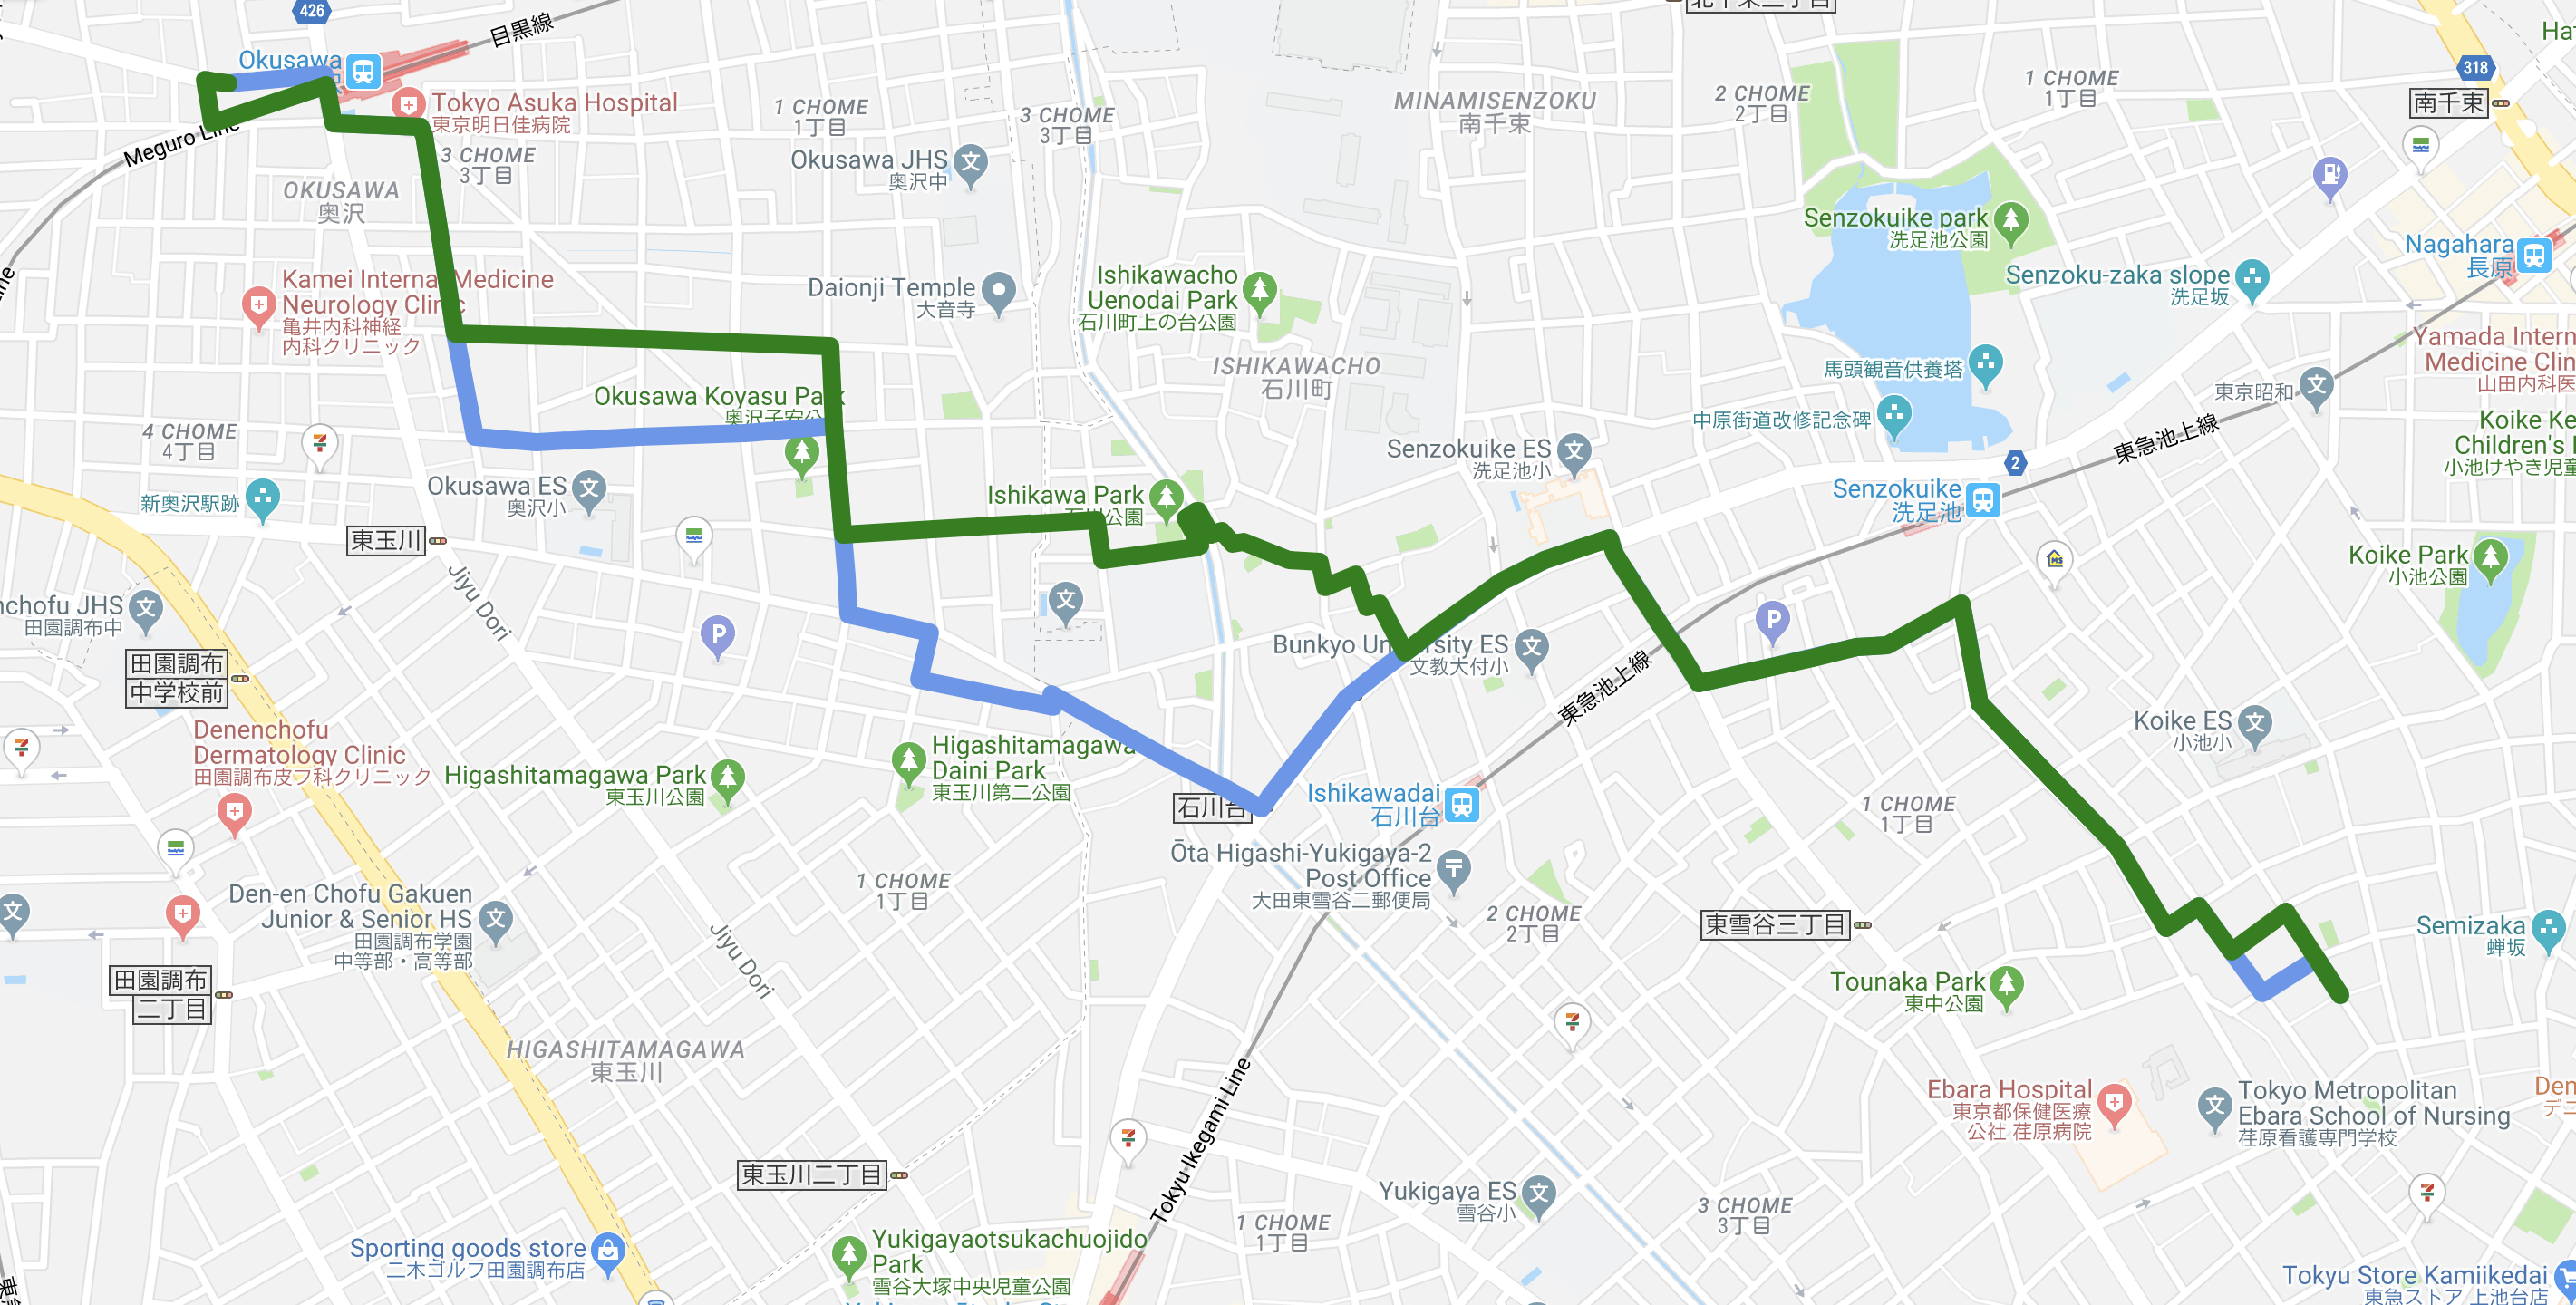 426
目黒線
北千束二丁目
318
南千束
Okusawa
Tokyo Asuka Hospital
東京明日佳病院
Meguro Line
3 CHOME
3丁目
OKUSAWA
奥沢
1 CHOME
1丁目
3 CHOME
3丁目
Okusawa JHS
奥沢中
MINAMISENZOKU
南千束
2 CHOME
2丁目
1 CHOME
1丁目
Senzokuike park
洗足池公園
Nagahara
長原
Senzoku-zaka slope
洗足坂
Kamei Internal Medicine
Neurology Clinic
亀井内科神経
内科クリニック
Daionji Temple
大音寺
Ishikawacho
Uenodai Park
石川町上の台公園
ISHIKAWACHO
石川町
馬頭観音供養塔
中原街道改修記念碑
東京昭和
東急池上線
Yamada Intern
Medicine Clin
山田内科医
Koike Ke
Children's
小池けやき児童
Okusawa Koyasu Park
奥沢子安公
4 CHOME
4丁目
新奥沢駅跡
Okusawa ES
奥沢小
東玉川
Jiyu Dori
Ishikawa Park
石川公園
Senzokuike ES
洗足池小
2
Senzokuike
洗足池
Koike Park
小池公園
nchofu JHS
田園調布中
田園調布
中学校前
P
P
Bunkyo University ES
文教大付小
東急池上線
Koike ES
小池小
Denenchofu
Dermatology Clinic
田園調布皮フ科クリニック
Higashitamagawa Park
東玉川公園
Higashitamagawa
Daini Park
東玉川第二公園
石川台
Ishikawadai
石川台
1 CHOME
1丁目
Ōta Higashi-Yukigaya-2
Post Office
大田東雪谷二郵便局
Den-en Chofu Gakuen
Junior & Senior HS
田園調布学園
中等部・高等部
1 CHOME
1丁目
2 CHOME
2丁目
東雪谷三丁目
Semizaka
蝉坂
田園調布
二丁目
Jiyu Dori
Tounaka Park
東中公園
HIGASHITAMAGAWA
東玉川
Tokyu Ikegami Line
Ebara Hospital
東京都保健医療
公社 荏原病院
Tokyo Metropolitan
Ebara School of Nursing
荏原看護専門学校
Den
デニ
東玉川二丁目
Yukigaya ES
雪谷小
1 CHOME
1丁目
3 CHOME
3丁目
Sporting goods store
二木ゴルフ田園調布店
Yukigayaotsukachuojido
Park
雪谷大塚中央児童公園
Tokyu Store Kamiikedai
東急ストア 上池台店